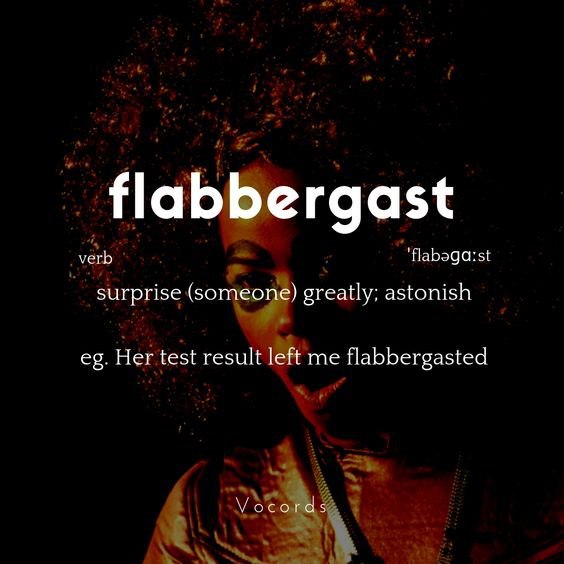 flabbergast
verb ˈflabəɡɑːst
surprise (someone) greatly; astonish
eg. Her test result left me flabbergasted
Vocords